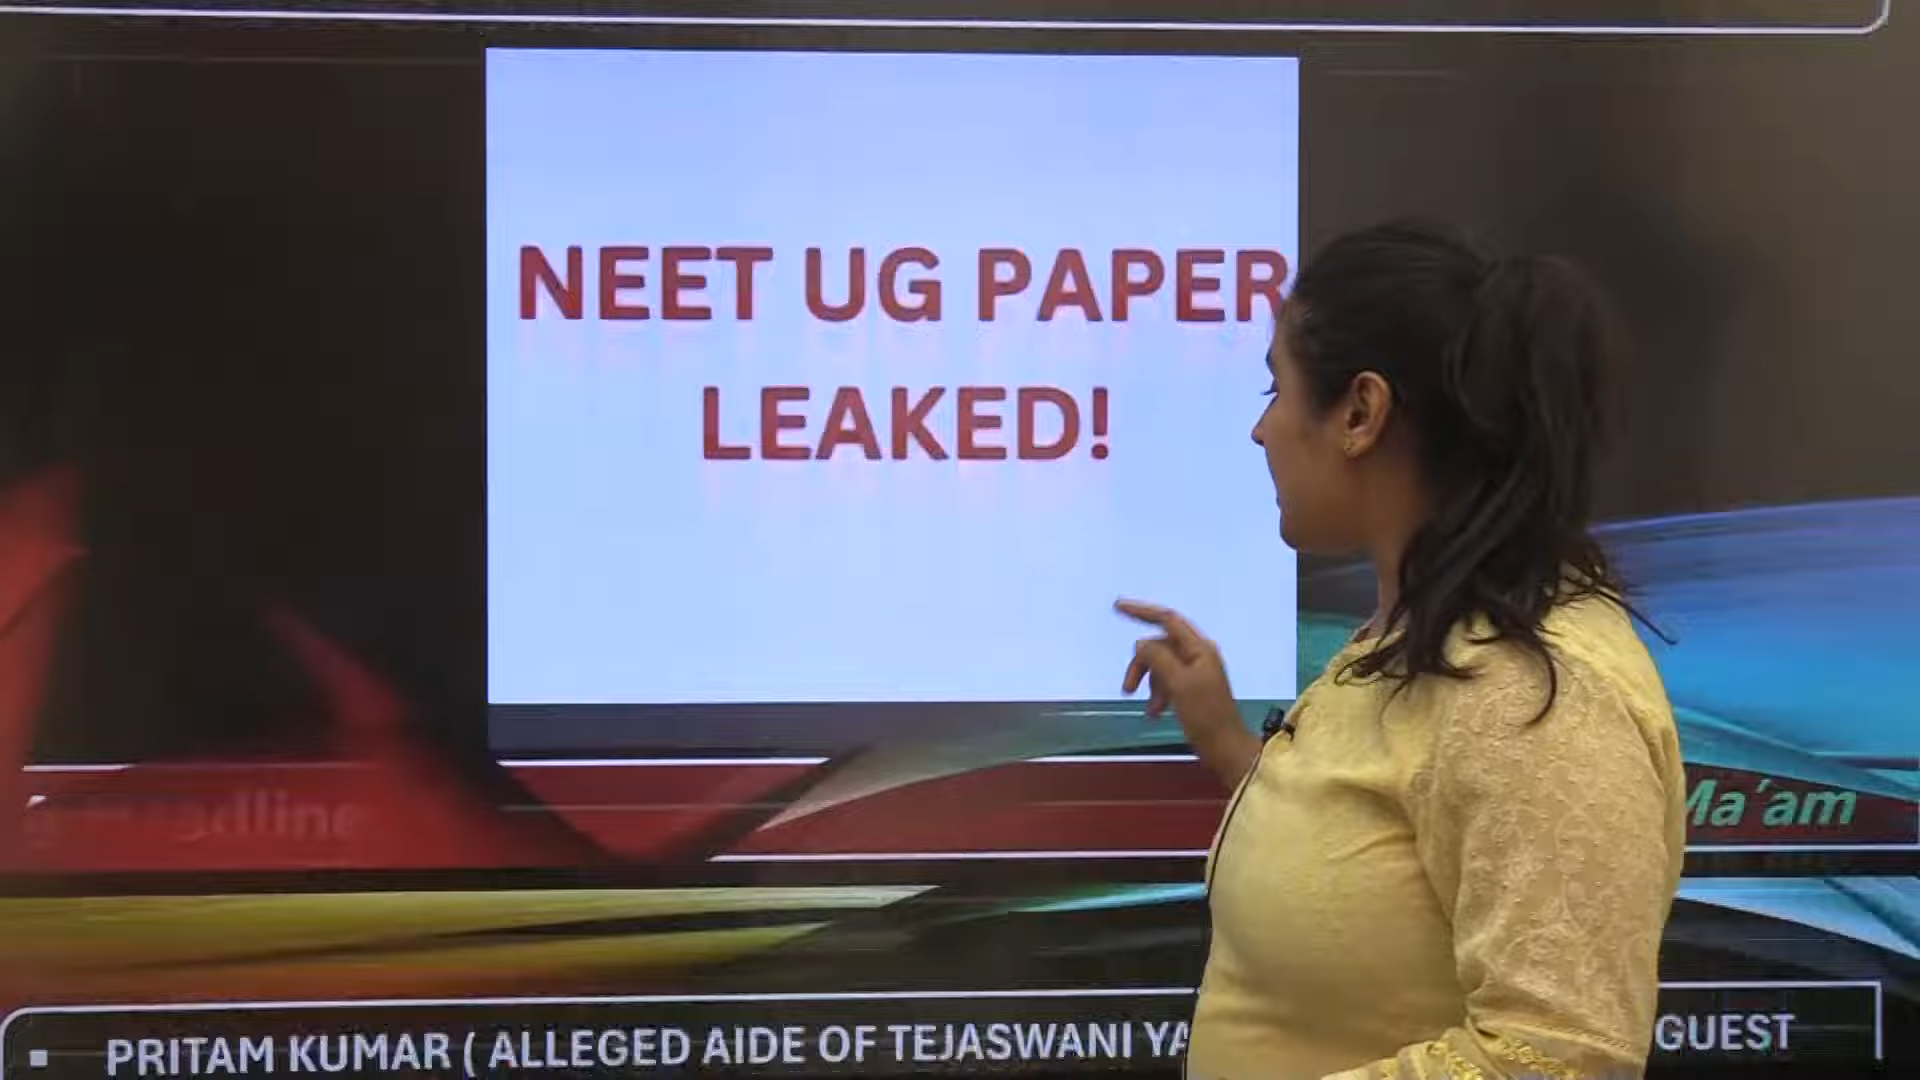 NEET UG PAPER
LEAKED!
Ma'am
PRITAM KUMAR ( ALLEGED AIDE OF TEJASWANI YA
GUEST